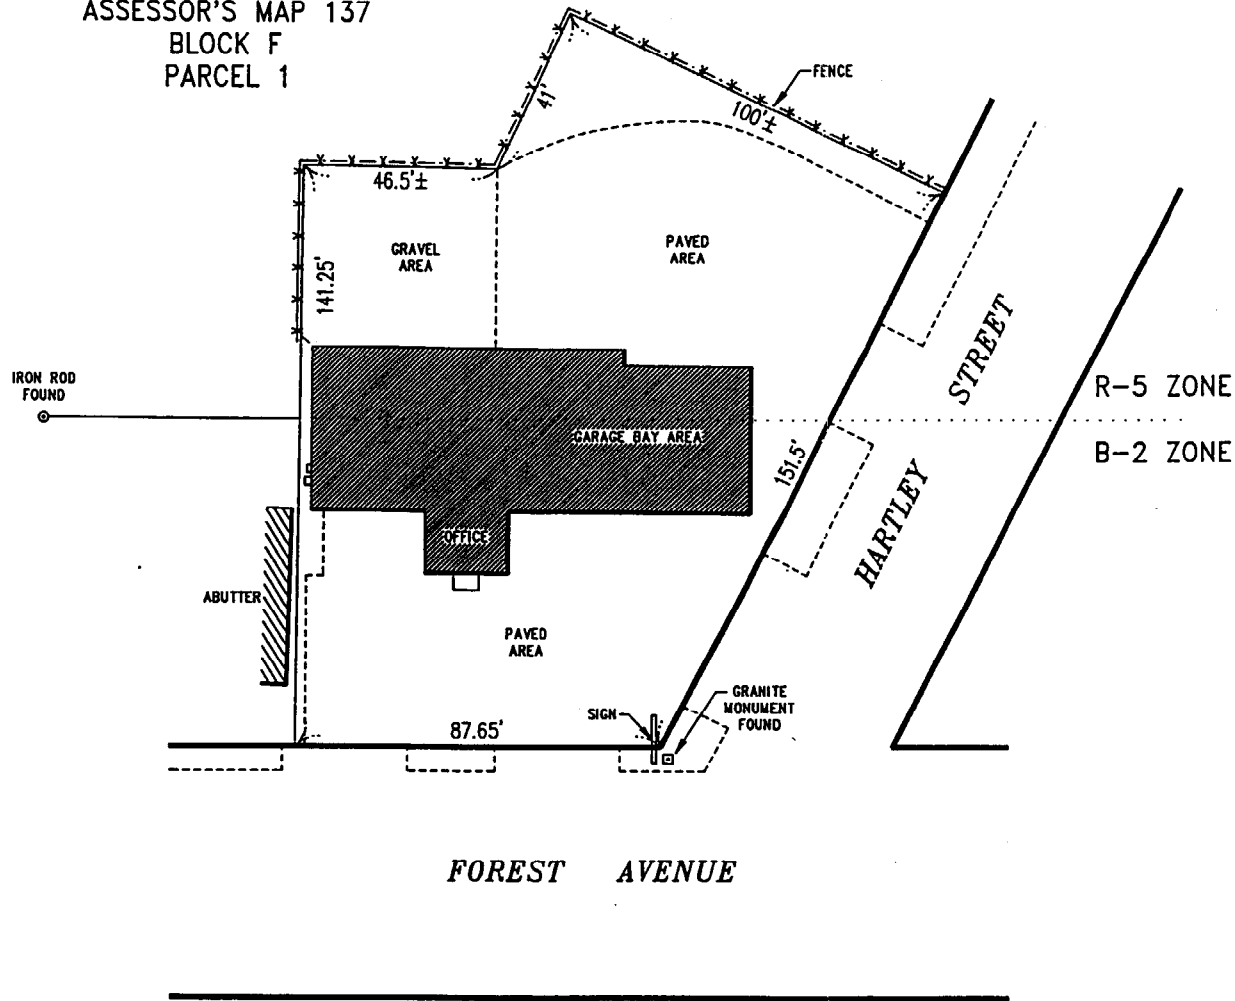 ASSESSOR'S MAP 137
BLOCK F
PARCEL 1
FENCE
41'
100'±
46.5'±
GRAVEL
AREA
PAVED
AREA
141.25'
IRON ROD
FOUND
STREET
R-5 ZONE
GARAGE BAY AREA
B-2 ZONE
151.5'
HARTLEY
OFFICE
ABUTTER
PAVED
AREA
GRANITE
MONUMENT
FOUND
SIGN
87.65'
FOREST AVENUE